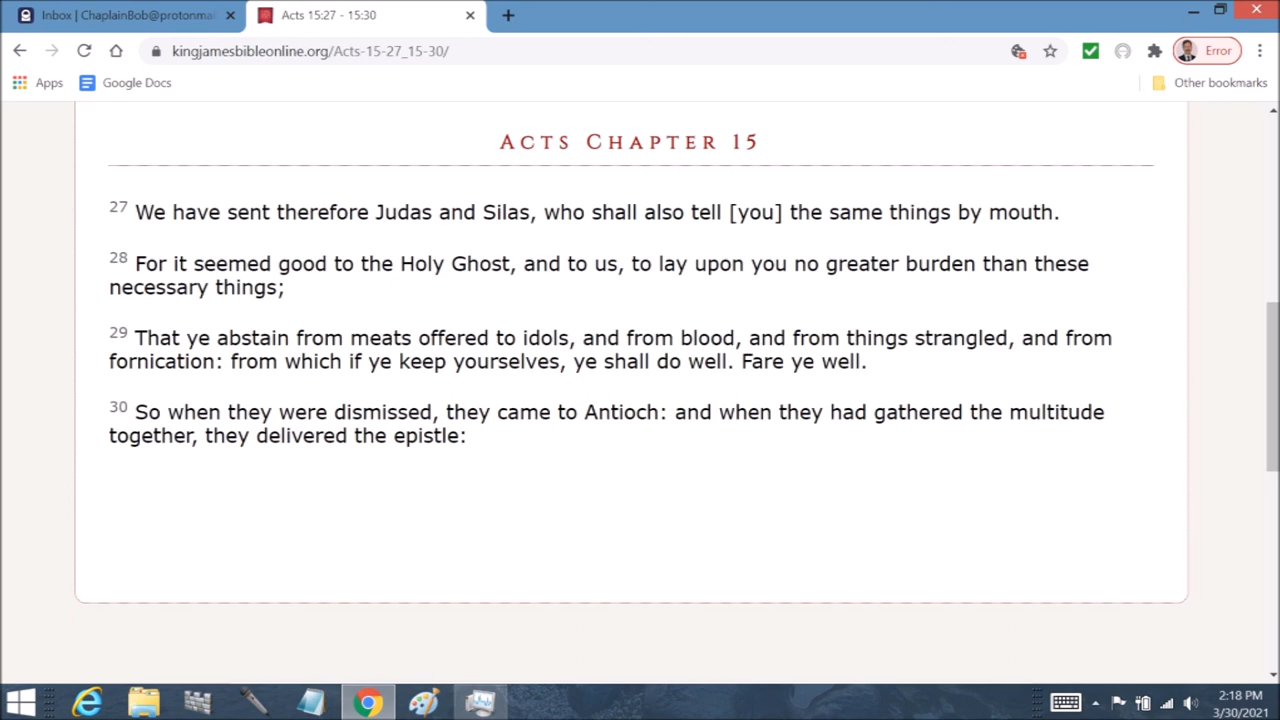 Inbox | ChaplainBob@protonmai
Acts 15:27 - 15:30
kingjamesbibleonline.org/Acts-15-27_15-30/
Error
Apps
Google Docs
Other bookmarks
Acts Chapter 15
27 We have sent therefore Judas and Silas, who shall also tell [you] the same things by mouth.
28 For it seemed good to the Holy Ghost, and to us, to lay upon you no greater burden than these
necessary things;
29 That ye abstain from meats offered to idols, and from blood, and from things strangled, and from
fornication: from which if ye keep yourselves, ye shall do well. Fare ye well.
30 So when they were dismissed, they came to Antioch: and when they had gathered the multitude
together, they delivered the epistle:
2:18 PM
3/30/2021